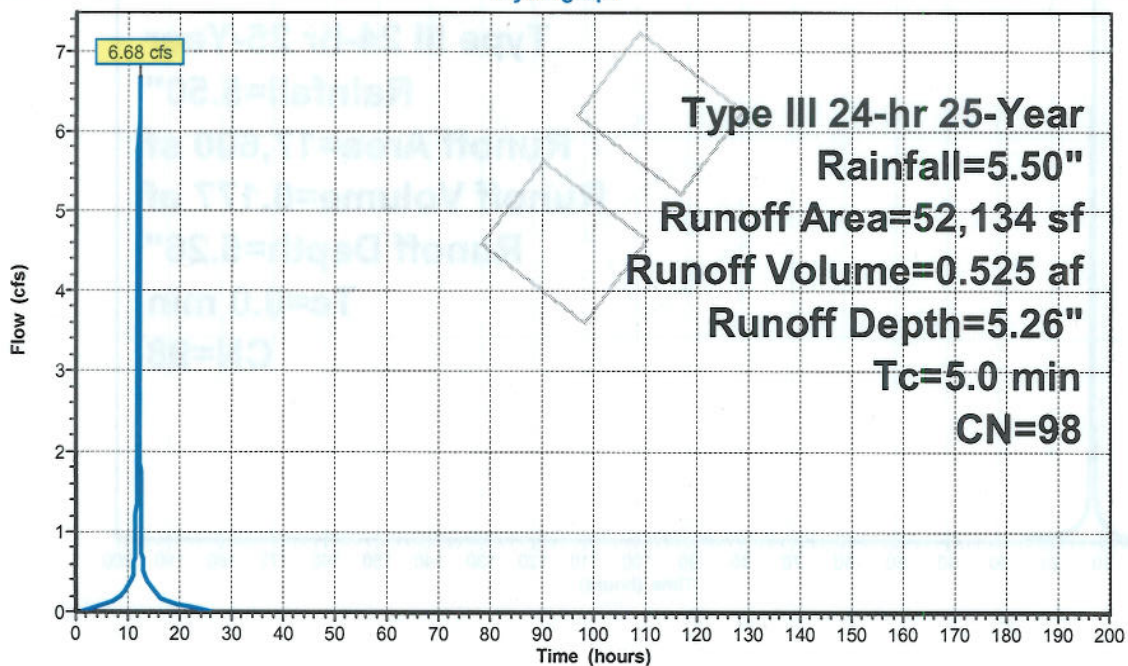 7
6.68 cfs
6
5
4
3
2
1
0
Flow (cfs)
Type III 24-hr 25-Year
Rainfall=5.50"
Runoff Area=52,134 sf
Runoff Volume=0.525 af
Runoff Depth=5.26"
Tc=5.0 min
CN=98
0 10 20 30 40 50 60 70 80 90 100 110 120 130 140 150 160 170 180 190 200
Time (hours)